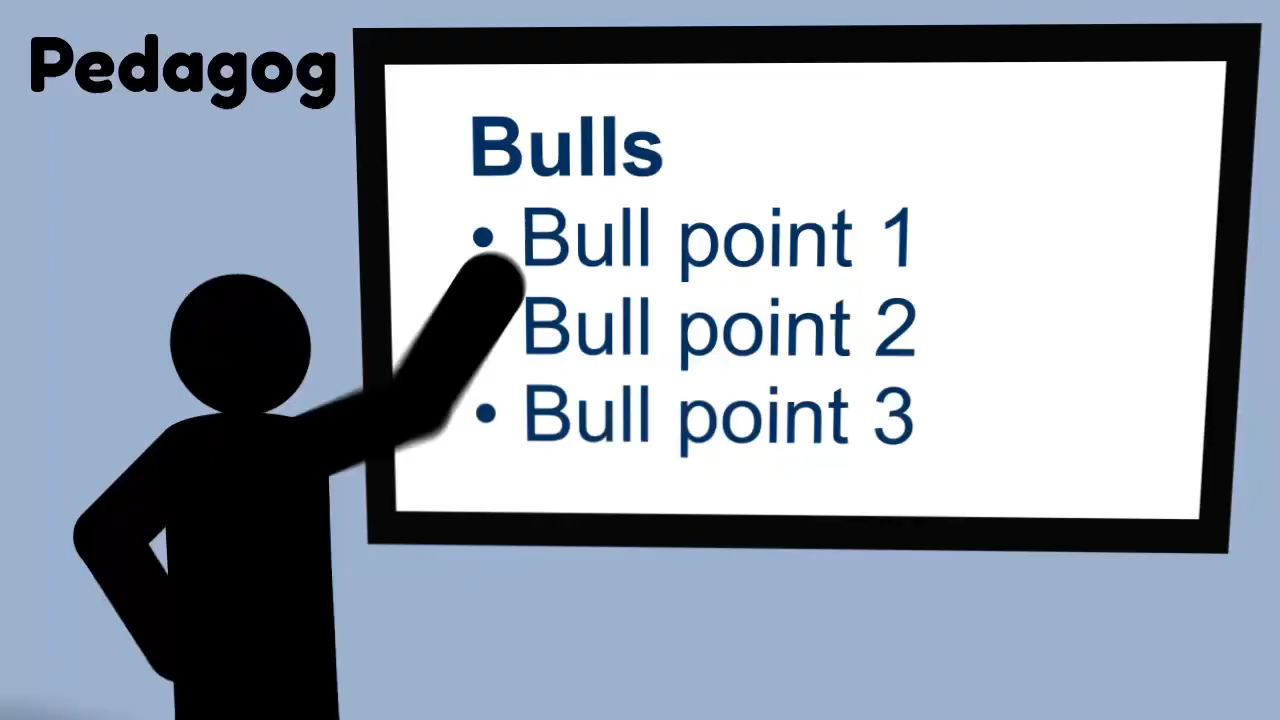 Pedagog
Bulls
• Bull point 1
Bull point 2
• Bull point 3